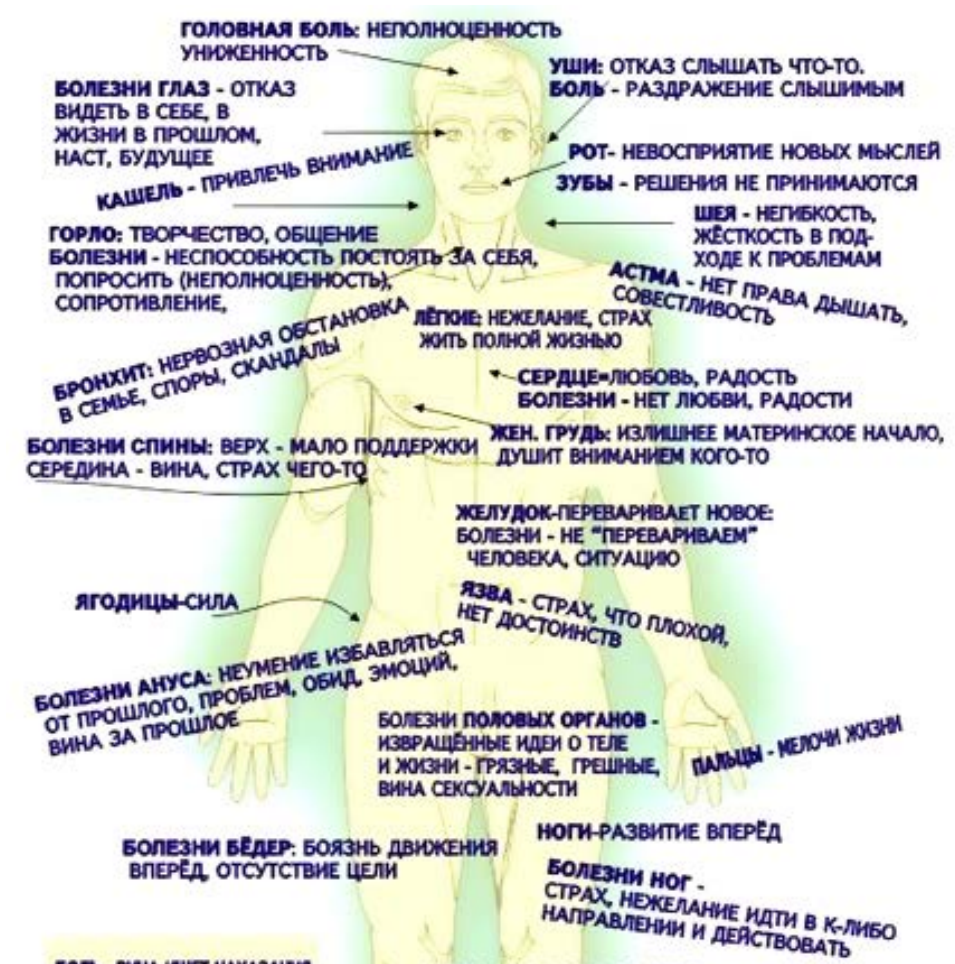 ГОЛОВНАЯ БОЛЬ: НЕПОЛНОЦЕННОСТЬ
УНИЖЕННОСТЬ
УШИ: ОТКАЗ СЛЫШАТЬ ЧТО-ТО.
БОЛЬ - РАЗДРАЖЕНИЕ СЛЫШИМЫМ
БОЛЕЗНИ ГЛАЗ - ОТКАЗ
ВИДЕТЬ В СЕБЕ, В
ЖИЗНИ В ПРОШЛОМ,
НАСТ, БУДУЩЕЕ
РОТ- НЕВОСПРИЯТИЕ НОВЫХ МЫСЛЕЙ
ЗУБЫ - РЕШЕНИЯ НЕ ПРИНИМАЮТСЯ
КАШЕЛЬ - ПРИВЛЕЧЬ ВНИМАНИЕ
ШЕЯ - НЕГИБКОСТЬ,
ЖЁСТКОСТЬ В ПОД-
ХОДЕ К ПРОБЛЕМАМ
ГОРЛО: ТВОРЧЕСТВО, ОБЩЕНИЕ
БОЛЕЗНИ - НЕСПОСОБНОСТЬ ПОСТОЯТЬ ЗА СЕБЯ,
ПОПРОСИТЬ (НЕПОЛНОЦЕННОСТЬ),
СОПРОТИВЛЕНИЕ,
АСТМА - НЕТ ПРАВА ДЫШАТЬ,
СОВЕСТЛИВОСТЬ
ЛЁГКИЕ: НЕЖЕЛАНИЕ, СТРАХ
ЖИТЬ ПОЛНОЙ ЖИЗНЬЮ
БРОНХИТ: НЕРВОЗНАЯ ОБСТАНОВКА
В СЕМЬЕ, СПОРЫ, СКАНДАЛЫ
СЕРДЦЕ=ЛЮБОВЬ, РАДОСТЬ
БОЛЕЗНИ - НЕТ ЛЮБВИ, РАДОСТИ
БОЛЕЗНИ СПИНЫ: ВЕРХ - МАЛО ПОДДЕРЖКИ
СЕРЕДИНА - ВИНА, СТРАХ ЧЕГО-ТО
ЖЕН. ГРУДЬ: ИЗЛИШНЕЕ МАТЕРИНСКОЕ НАЧАЛО,
ДУШИТ ВНИМАНИЕМ КОГО-ТО
ЖЕЛУДОК-ПЕРЕВАРИВАЕТ НОВОЕ:
БОЛЕЗНИ - НЕ "ПЕРЕВАРИВАЕМ"
ЧЕЛОВЕКА, СИТУАЦИЮ
ЯГОДИЦЫ-СИЛА
ЯЗВА - СТРАХ, ЧТО ПЛОХОЙ,
НЕТ ДОСТОИНСТВ
БОЛЕЗНИ АНУСА: НЕУМЕНИЕ ИЗБАВЛЯТЬСЯ
ОТ ПРОШЛОГО, ПРОБЛЕМ, ОБИД, ЭМОЦИЙ,
ВИНА ЗА ПРОШЛОЕ
БОЛЕЗНИ ПОЛОВЫХ ОРГАНОВ -
ИЗВРАЩЁННЫЕ ИДЕИ О ТЕЛЕ
И ЖИЗНИ - ГРЯЗНЫЕ, ГРЕШНЫЕ,
ВИНА СЕКСУАЛЬНОСТИ
ПАЛЬЦЫ - МЕЛОЧИ ЖИЗНИ
НОГИ-РАЗВИТИЕ ВПЕРЁД
БОЛЕЗНИ БЁДЕР: БОЯЗНЬ ДВИЖЕНИЯ
ВПЕРЁД, ОТСУТСТВИЕ ЦЕЛИ
БОЛЕЗНИ НОГ -
СТРАХ, НЕЖЕЛАНИЕ ИДТИ В К-ЛИБО
НАПРАВЛЕНИИ И ДЕЙСТВОВАТЬ